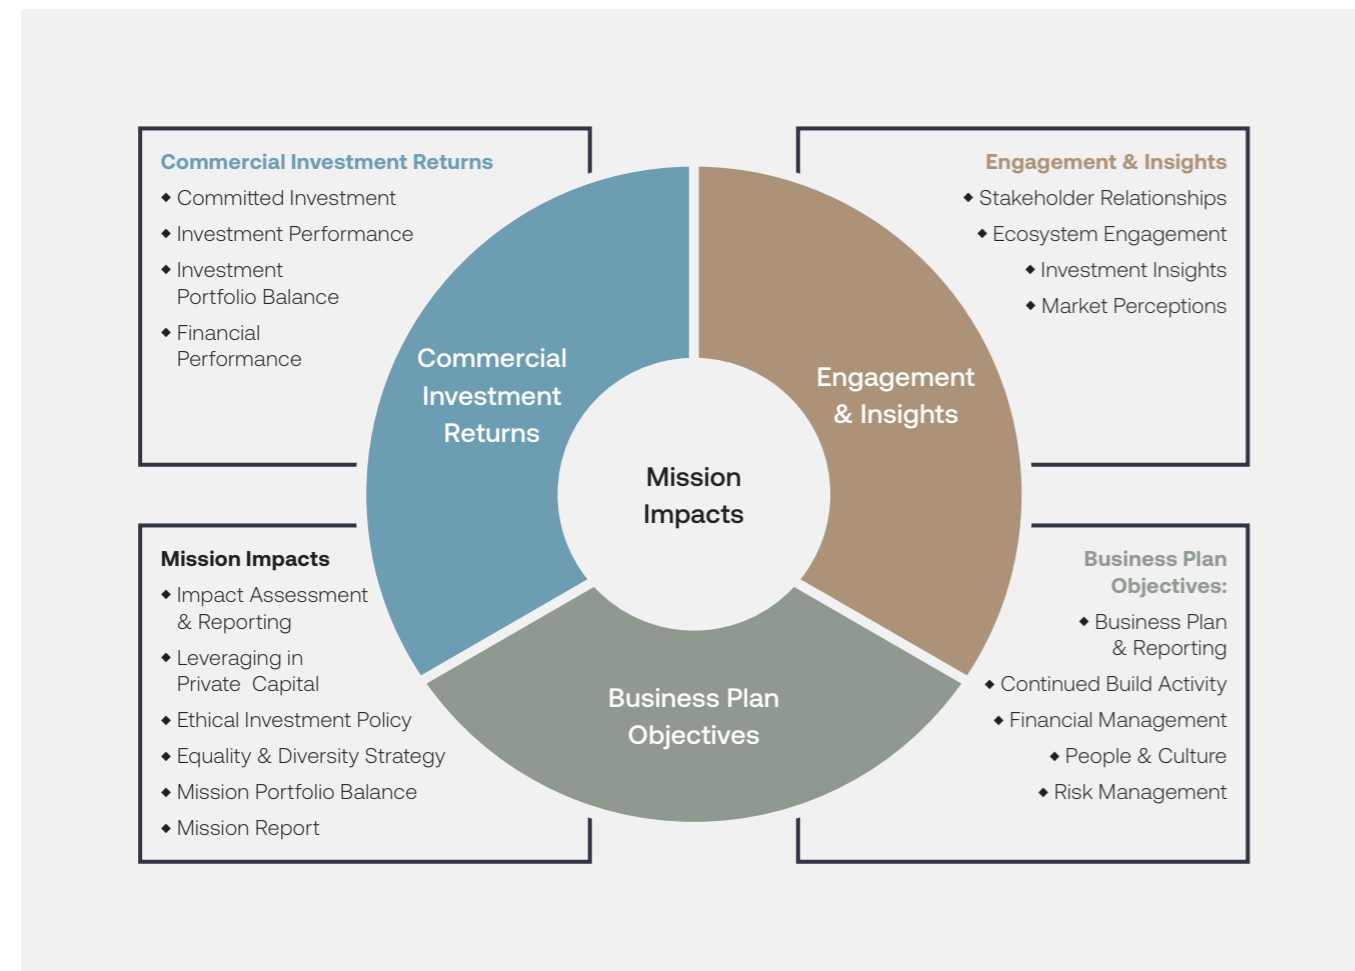 Commercial Investment Returns
◆ Committed Investment
◆ Investment Performance
◆ Investment
Portfolio Balance
◆ Financial
Performance
Engagement & Insights
◆ Stakeholder Relationships
◆ Ecosystem Engagement
◆ Investment Insights
◆ Market Perceptions
Commercial
Investment
Returns
Engagement
& Insights
Mission
Impacts
Business Plan
Objectives
Mission Impacts
◆ Impact Assessment
& Reporting
◆ Leveraging in
Private Capital
◆ Ethical Investment Policy
◆ Equality & Diversity Strategy
◆ Mission Portfolio Balance
◆ Mission Report
Business Plan
Objectives:
◆ Business Plan
& Reporting
◆ Continued Build Activity
◆ Financial Management
◆ People & Culture
◆ Risk Management